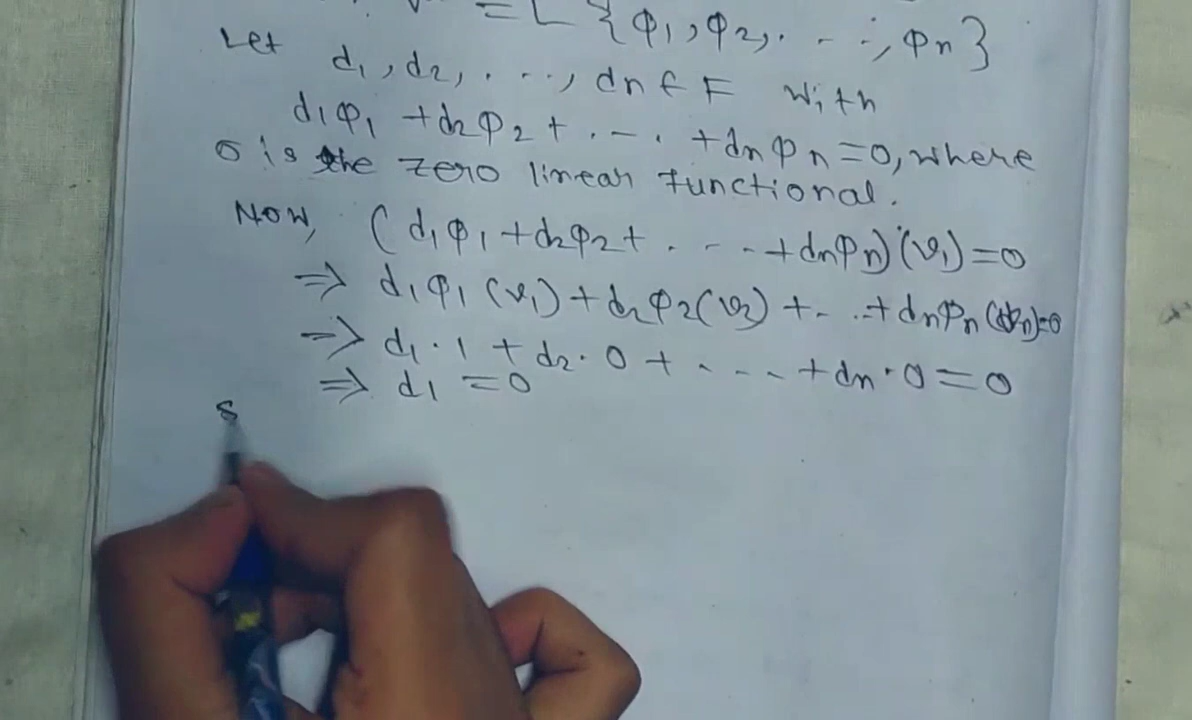 V* = L {φ1, φ2, . - - ., φn}
Let d1, d2, . - - ., dn ∈ F with
d1φ1 + d2φ2 + . - . + dnφn = 0, where
0 is the zero linear functional.
Now, (d1φ1 + d2φ2 + . - - + dnφn)(v1) = 0
⇒ d1φ1(v1) + d2φ2(v2) + - . .+ dnφn(vn)=0
⇒ d1 · 1 + d2 · 0 + . - - . + dn · 0 = 0
⇒ d1 = 0
S